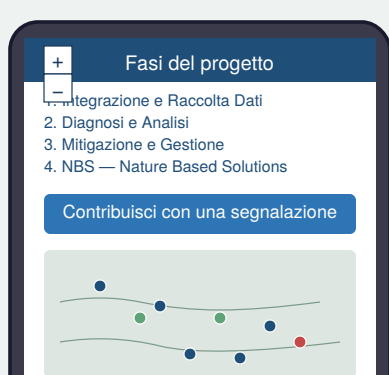 +
Fasi del progetto
−
1. Integrazione e Raccolta Dati
2. Diagnosi e Analisi
3. Mitigazione e Gestione
4. NBS — Nature Based Solutions
Contribuisci con una segnalazione